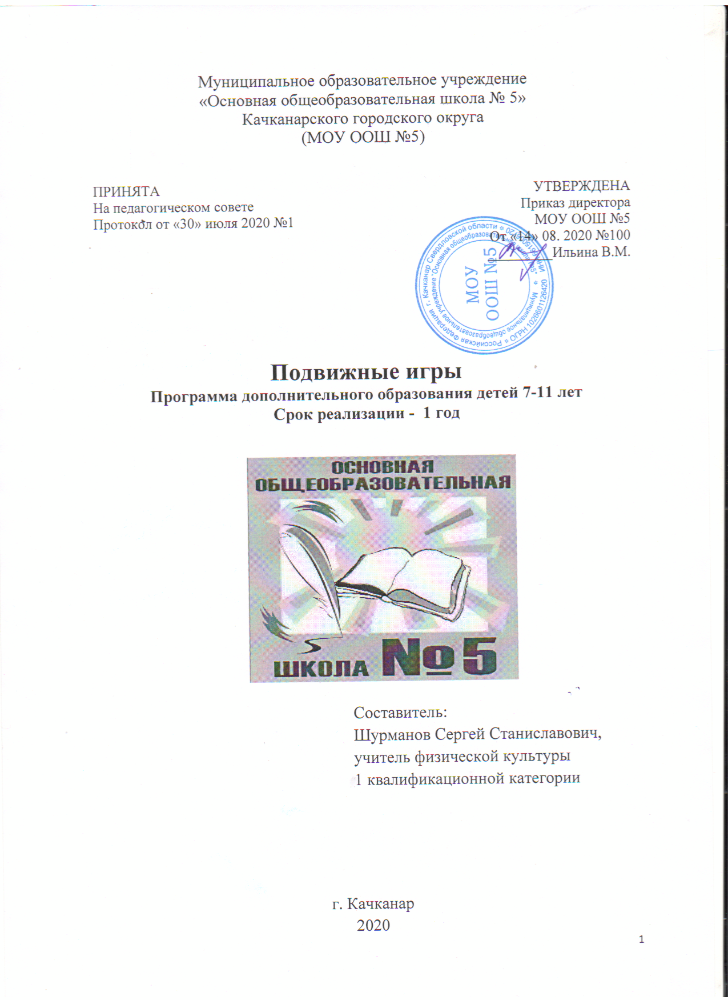 Муниципальное образовательное учреждение
«Основная общеобразовательная школа № 5»
Качканарского городского округа
(МОУ ООШ №5)
ПРИНЯТА
На педагогическом совете
Протокол от «30» июля 2020 №1
УТВЕРЖДЕНА
Приказ директора
МОУ ООШ №5
От «14» 08. 2020 №100
Ильина В.М.
Российская Федерация г. Качканар Свердловской области
ОГРН 1026601126420
Муниципальное общеобразовательное учреждение "Основная общеобразовательная школа №5"
МОУ
ООШ №5
Подвижные игры
Программа дополнительного образования детей 7-11 лет
Срок реализации - 1 год
ОСНОВНАЯ
ОБЩЕОБРАЗОВАТЕЛЬНАЯ
ШКОЛА №5
Составитель:
Шурманов Сергей Станиславович,
учитель физической культуры
1 квалификационной категории
г. Качканар
2020
1